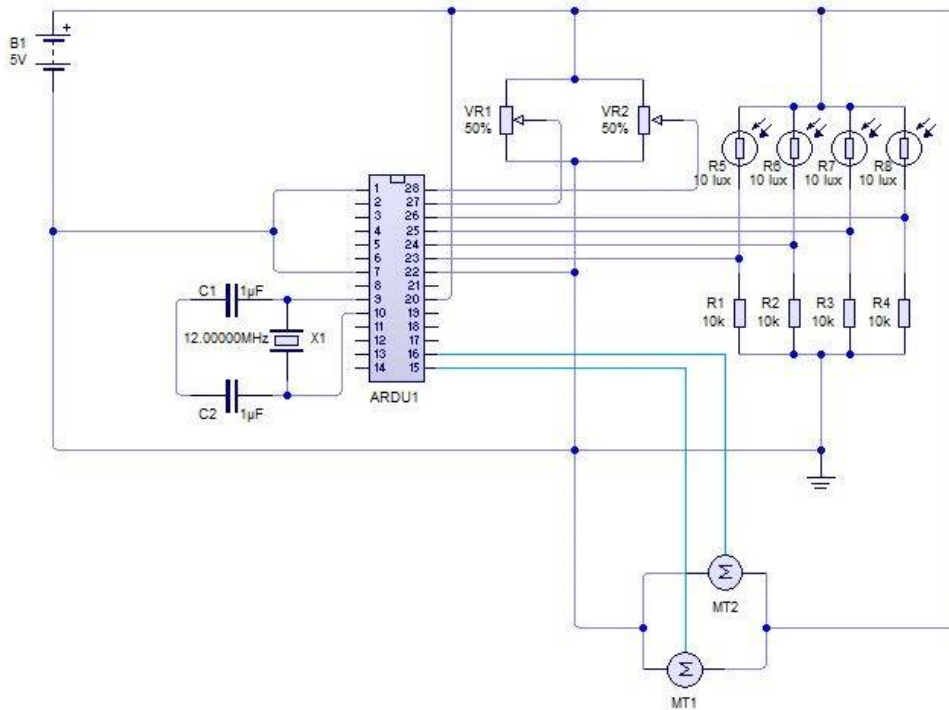 B1
5V
+
VR1
50%
VR2
50%
R5
10 lux
R6
10 lux
R7
10 lux
R8
10 lux
1 28
2 27
3 26
4 25
5 24
6 23
7 22
8 21
9 20
10 19
11 18
12 17
13 16
14 15
ARDU1
C1 1µF
12.00000MHz X1
C2 1µF
R1
10k
R2
10k
R3
10k
R4
10k
Σ
MT2
Σ
MT1